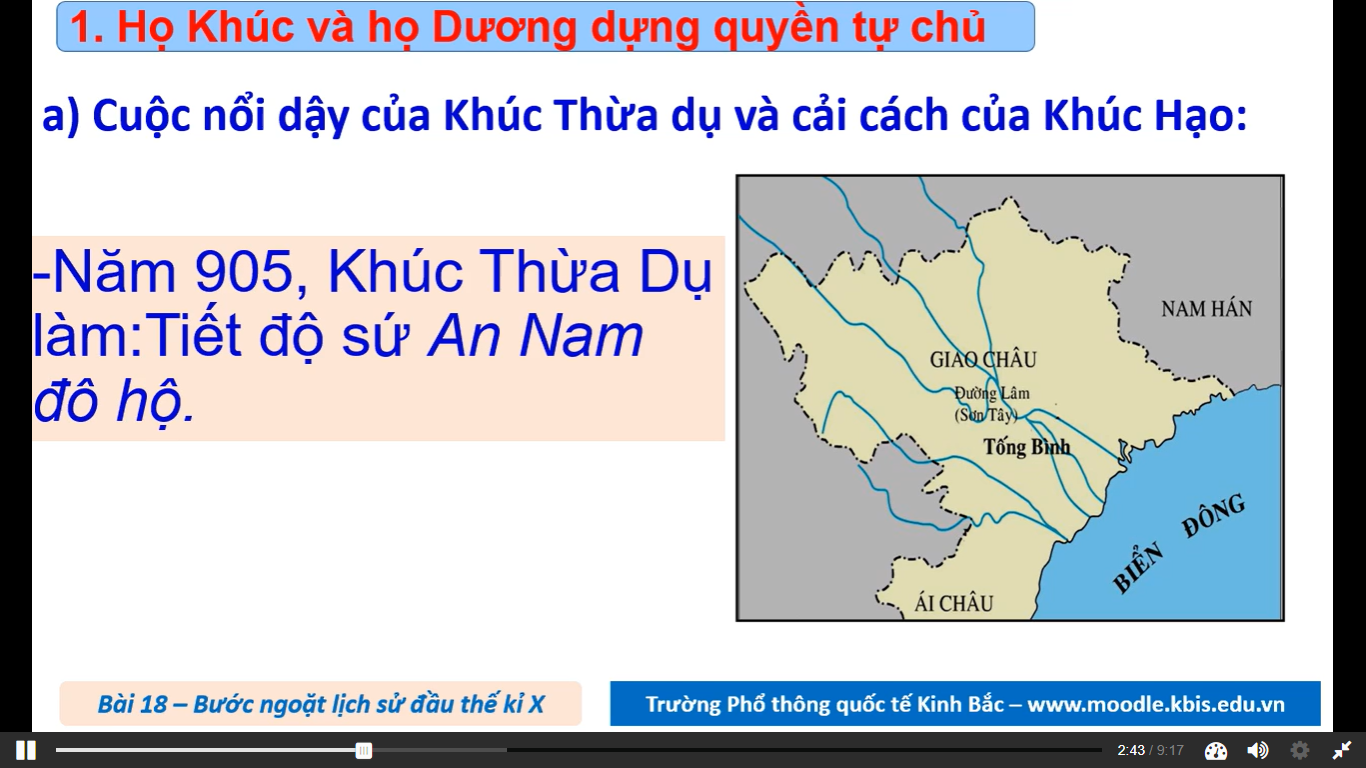 1. Họ Khúc và họ Dương dựng quyền tự chủ
a) Cuộc nổi dậy của Khúc Thừa dụ và cải cách của Khúc Hạo:
-Năm 905, Khúc Thừa Dụ
làm:Tiết độ sứ An Nam
đô hộ.
NAM HÁN
GIAO CHÂU
Đường Lâm
(Sơn Tây)
Tống Bình
BIỂN ĐÔNG
ÁI CHÂU
Bài 18 – Bước ngoặt lịch sử đầu thế kỉ X
Trường Phổ thông quốc tế Kinh Bắc – www.moodle.kbis.edu.vn
2:43 / 9:17